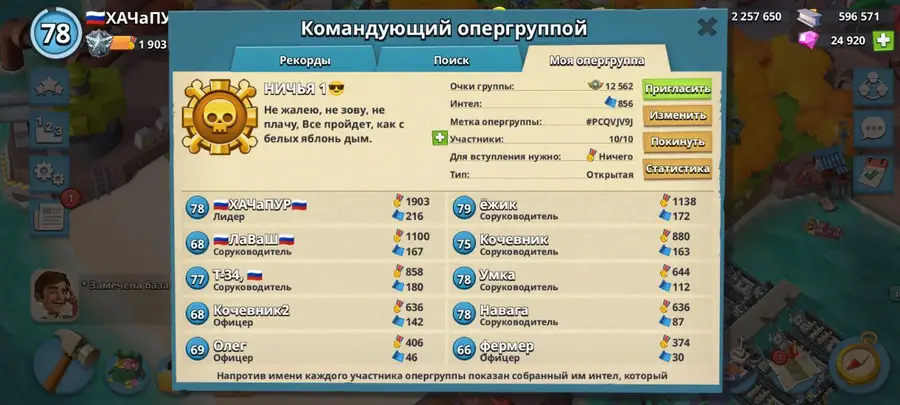 78
ХАЧаПУР
1 903
2 257 650
596 571
24 920
Командующий опергруппой
Рекорды
Поиск
Моя опергруппа
НИЧЬЯ 1😎
Не жалею, не зову, не
плачу, Все пройдет, как с
белых яблонь дым.
Очки группы: 12 562
Интел: 856
Метка опергруппы: #PCQVJV9J
Участники: 10/10
Для вступления нужно: Ничего
Тип: Открытая
Пригласить
Изменить
Покинуть
Статистика
78 🇷🇺ХАЧаПУР🇷🇺 1903
Лидер 216
79 ёжик 1138
Соруководитель 172
68 🇷🇺ЛаВаШ🇷🇺 1100
Соруководитель 167
75 Кочевник 880
Соруководитель 163
77 Т-34, 🇷🇺 858
Соруководитель 180
78 Умка 644
Соруководитель 112
68 Кочевник2 636
Офицер 142
78 Навага 636
Соруководитель 87
69 Олег 406
Офицер 46
66 фермер 374
Офицер 30
Напротив имени каждого участника опергруппы показан собранный им интел, который
* Замечена база
1